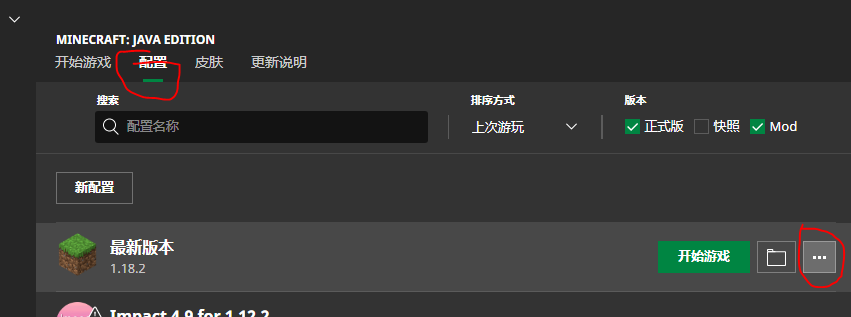 MINECRAFT: JAVA EDITION
开始游戏 配置 皮肤 更新说明
搜索 排序方式 版本
配置名称 上次游玩 正式版 快照 Mod
新配置
最新版本
1.18.2
开始游戏
Impact 4.9 for 1.12.2